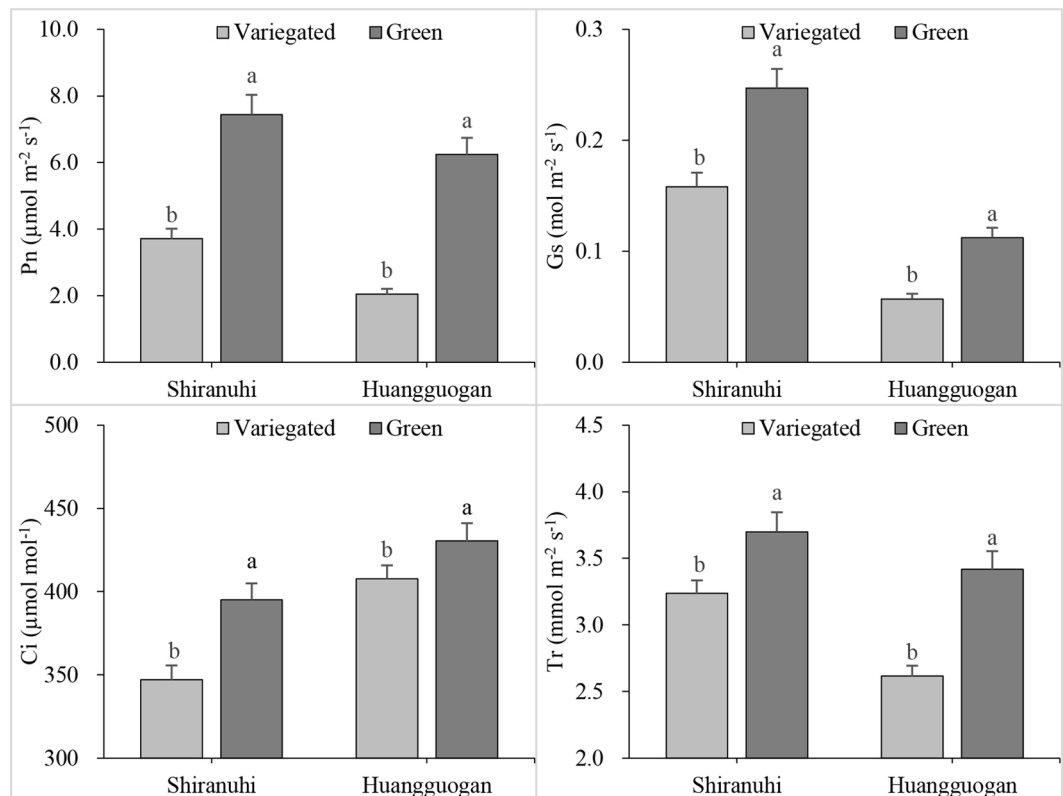 Variegated Green
10.0
8.0
6.0
4.0
2.0
0.0
Pn (µmol m-2 s-1)
b
a
b
a
Shiranuhi Huangguogan
Variegated Green
0.3
0.2
0.1
0.0
Gs (mol m-2 s-1)
b
a
b
a
Shiranuhi Huangguogan
Variegated Green
500
450
400
350
300
Ci (µmol mol-1)
b
a
b
a
Shiranuhi Huangguogan
Variegated Green
4.5
4.0
3.5
3.0
2.5
2.0
Tr (mmol m-2 s-1)
b
a
b
a
Shiranuhi Huangguogan